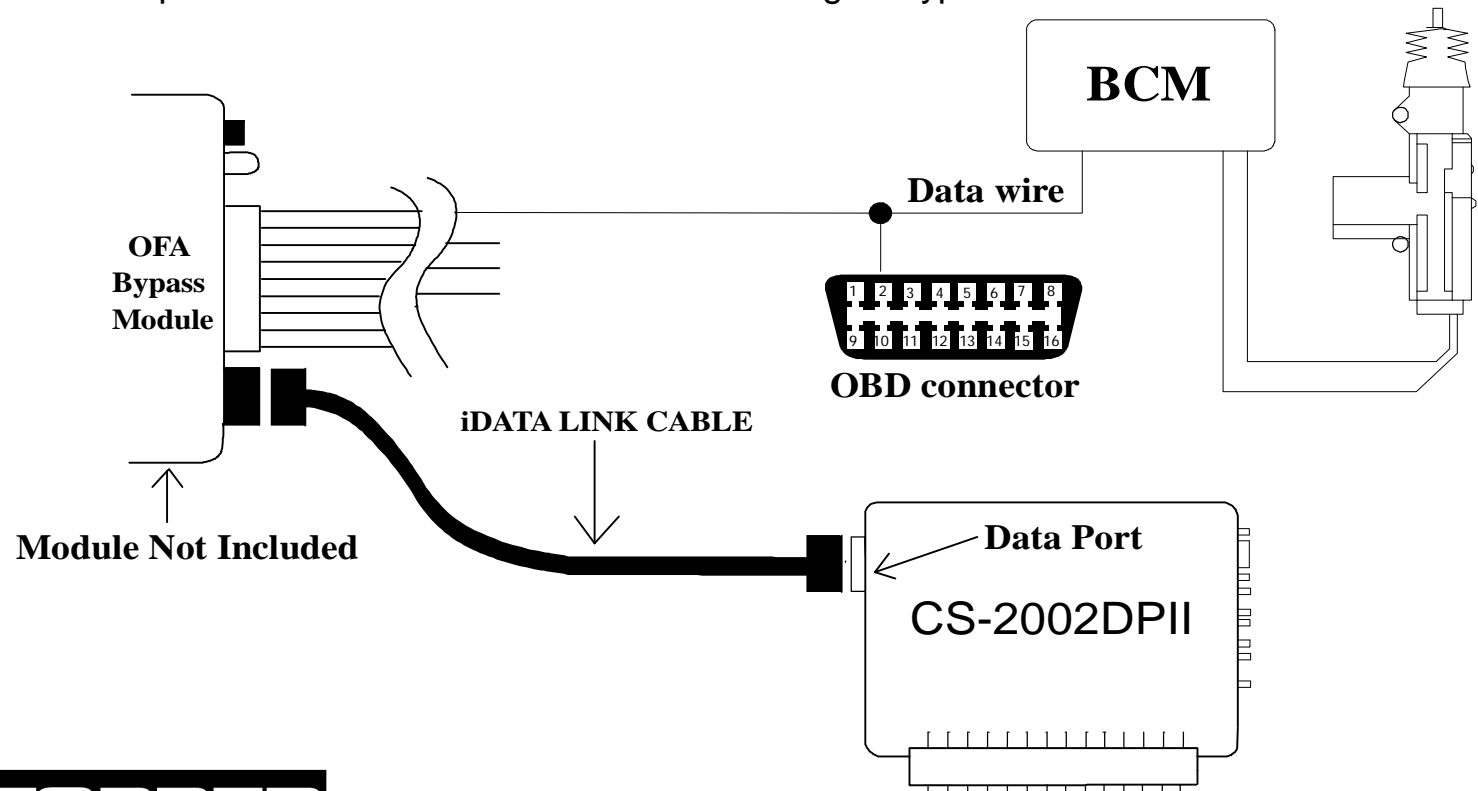 BCM
Data wire
OFA
Bypass
Module
1 2 3 4 5 6 7 8
9 10 11 12 13 14 15 16
OBD connector
iDATA LINK CABLE
Module Not Included
Data Port
CS-2002DPII